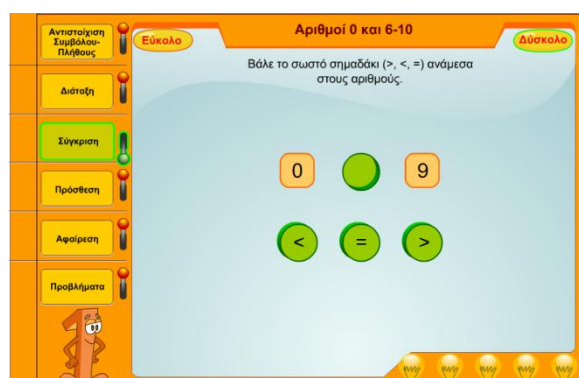 Αντιστοίχιση
Συμβόλου-
Πλήθους
Διάταξη
Σύγκριση
Πρόσθεση
Αφαίρεση
Προβλήματα
Εύκολο
Αριθμοί 0 και 6-10
Δύσκολο
Βάλε το σωστό σημαδάκι (>, <, =) ανάμεσα
στους αριθμούς.
0 9
< = >